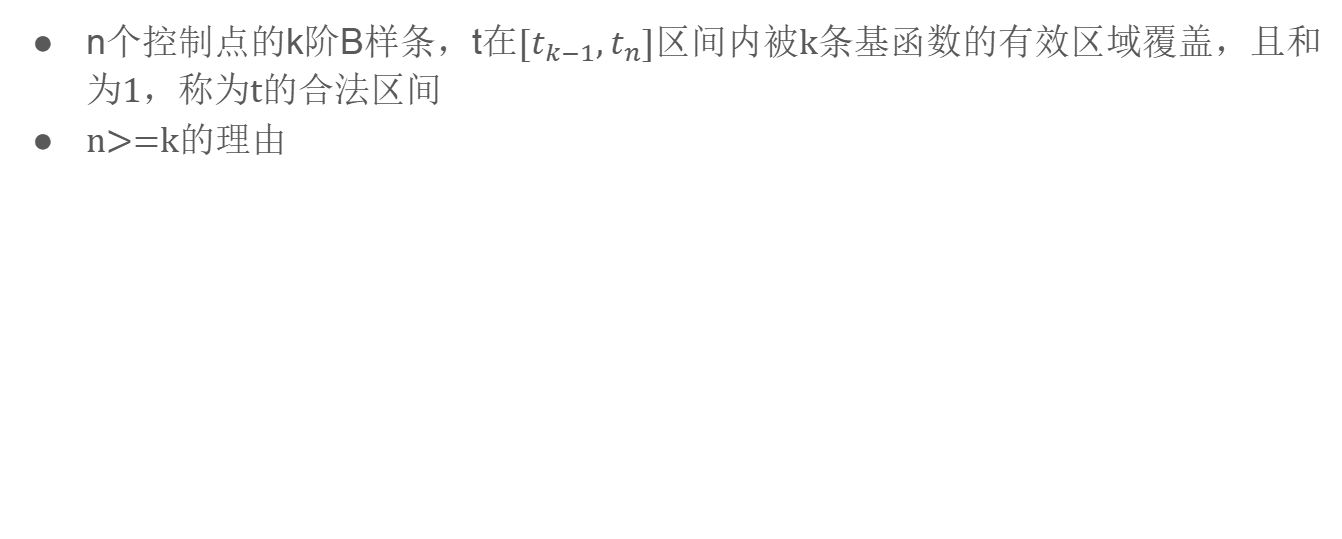 ● n个控制点的k阶B样条，t在[t_{k−1}, t_n]区间内被k条基函数的有效区域覆盖，且和
为1，称为t的合法区间
● n>=k的理由